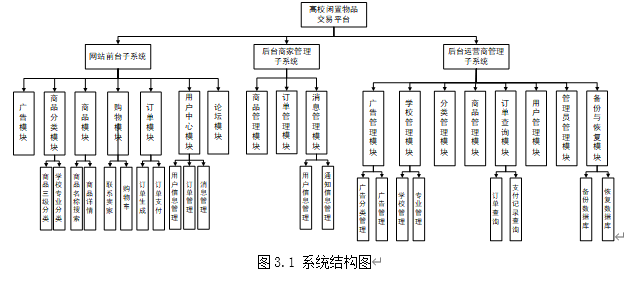 高校闲置物品
交易平台
网站前台子系统
后台商家管理
子系统
后台运营商管理
子系统
广告模块
商品分类模块
商品模块
购物模块
订单模块
用户中心模块
论坛模块
商品管理模块
订单管理模块
消息管理模块
广告管理模块
学校管理模块
分类管理模块
商品管理模块
订单查询模块
用户管理模块
管理员管理模块
备份与恢复模块
商品三级分类
学校专业分类
商品名称搜索
商品详情
联系卖家
购物车
订单生成
订单支付
用户信息管理
订单管理
消息管理
用户信息管理
通知信息管理
广告分类管理
广告管理
学校管理
专业管理
订单查询
支付记录查询
备份数据库
恢复数据库
图 3.1 系统结构图